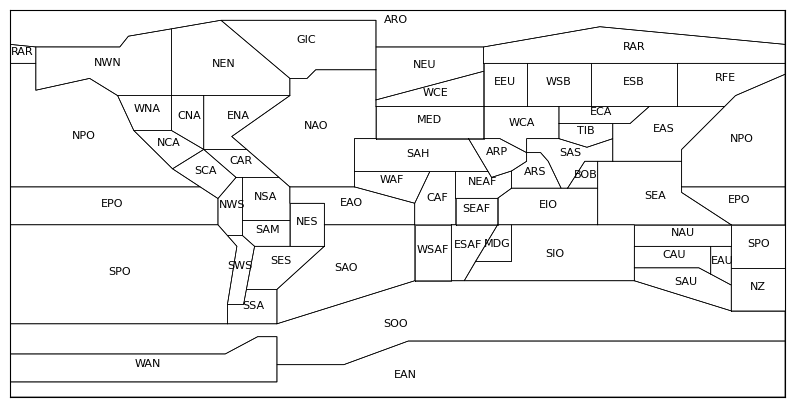 ARO
RAR
GIC
RAR
NWN
NEN
NEU
EEU
WSB
ESB
RFE
WCE
WNA
CNA
ENA
NAO
MED
WCA
ECA
TIB
EAS
NPO
NCA
NPO
CAR
SAH
ARP
SAS
SCA
WAF
NEAF
ARS
BOB
NWS
NSA
CAF
SEA
EPO
EAO
SEAF
EIO
EPO
NES
SAM
NAU
WSAF
ESAF
MDG
SIO
SPO
CAU
EAU
SES
SWS
SAO
SPO
SAU
NZ
SSA
SOO
WAN
EAN